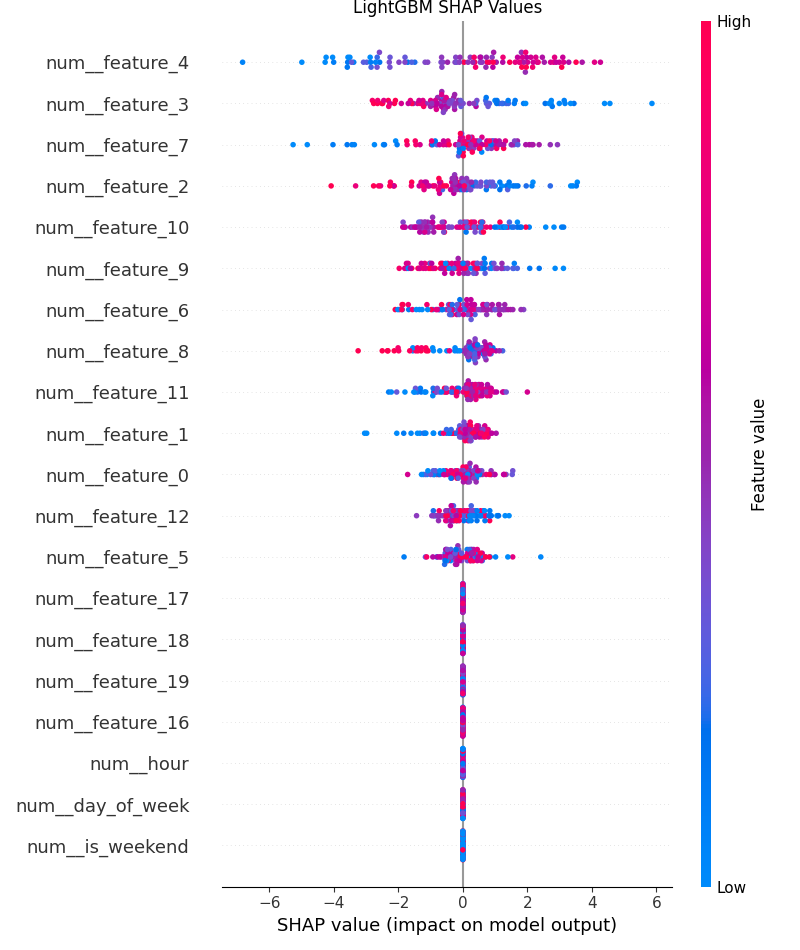 LightGBM SHAP Values
High
num__feature_4
num__feature_3
num__feature_7
num__feature_2
num__feature_10
num__feature_9
num__feature_6
num__feature_8
num__feature_11
num__feature_1
num__feature_0
num__feature_12
num__feature_5
num__feature_17
num__feature_18
num__feature_19
num__feature_16
num__hour
num__day_of_week
num__is_weekend
Feature value
Low
−6 −4 −2 0 2 4 6
SHAP value (impact on model output)